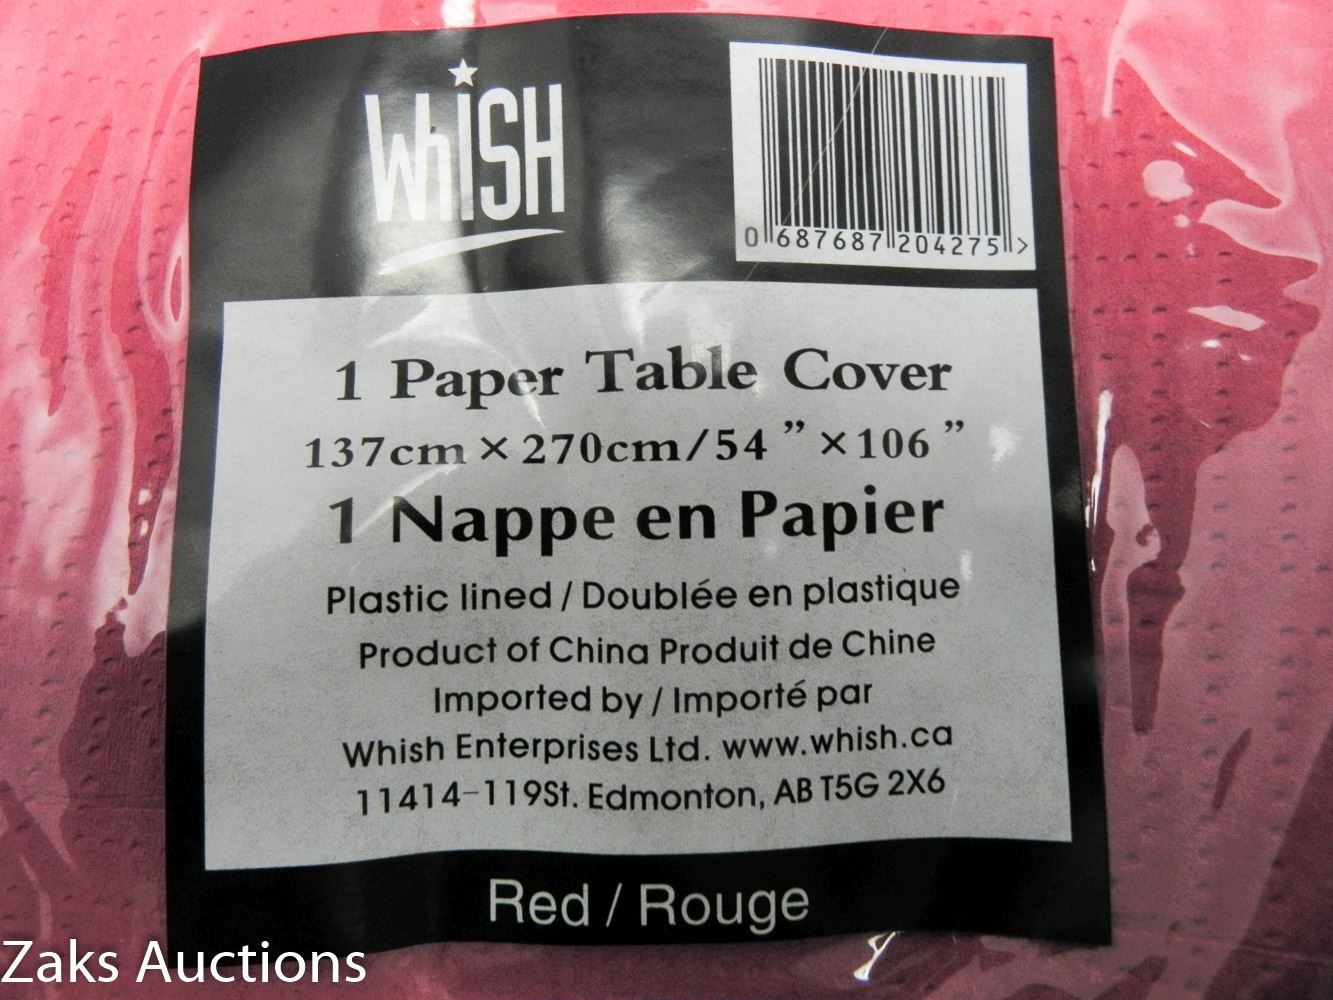 WhiSH
0 687687 204275 >
1 Paper Table Cover
137cm × 270cm/54 ” ×106 ”
1 Nappe en Papier
Plastic lined / Doublée en plastique
Product of China Produit de Chine
Imported by / Importé par
Whish Enterprises Ltd. www.whish.ca
11414-119St. Edmonton, AB T5G 2X6
Red / Rouge
Zaks Auctions